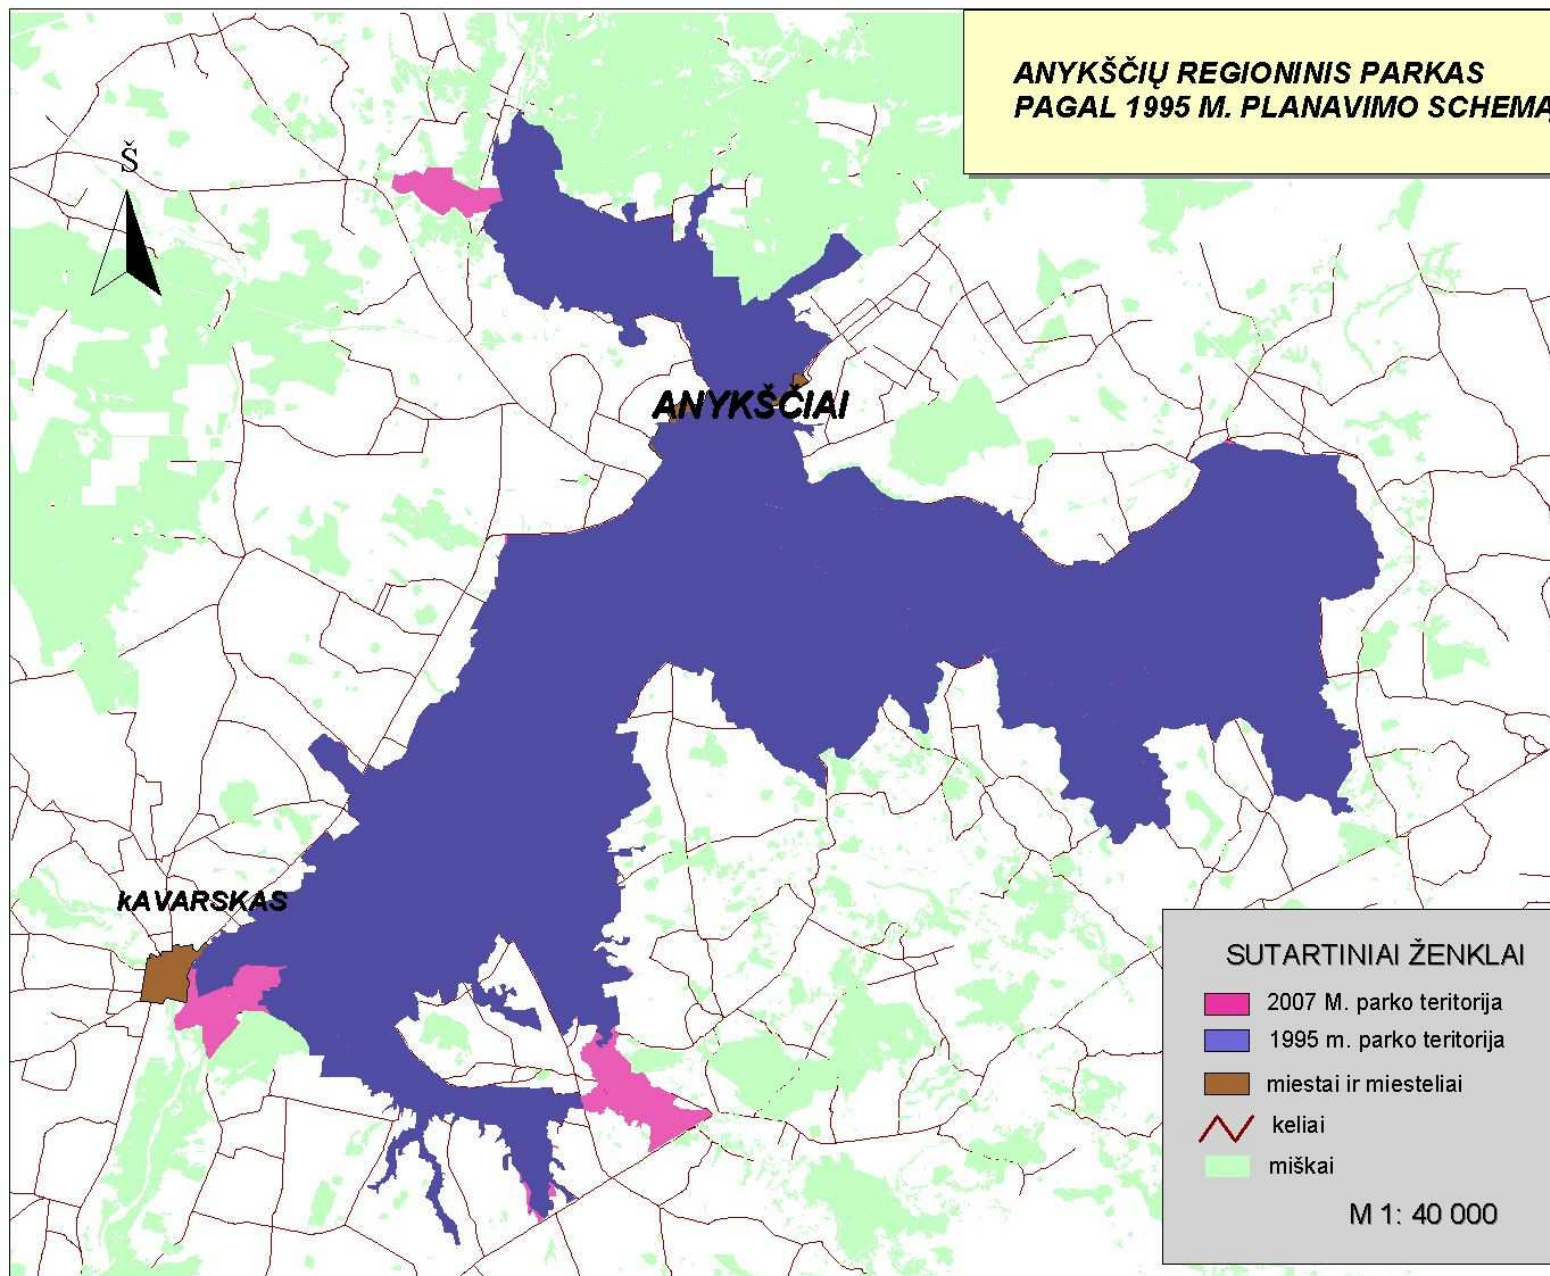 ANYKŠČIŲ REGIONINIS PARKAS
PAGAL 1995 M. PLANAVIMO SCHEMĄ
Š
ANYKŠČIAI
kAVARSKAS
SUTARTINIAI ŽENKLAI
2007 M. parko teritorija
1995 m. parko teritorija
miestai ir miesteliai
keliai
miškai
M 1: 40 000